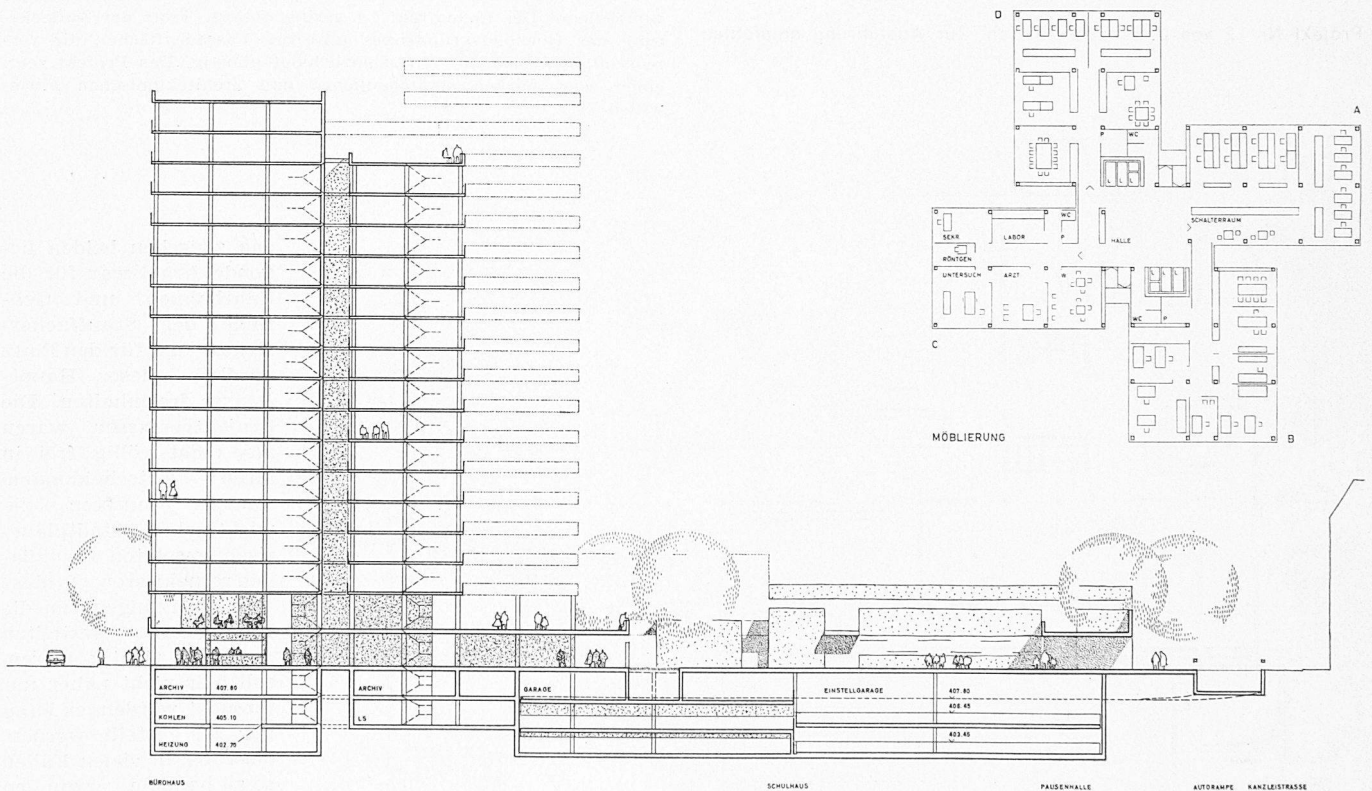 D
A
P
WC
L L L
SCHALTERRAUM
WC
SEKR.
LABOR
P
HALLE
RÖNTGEN
UNTERSUCH
ARZT
W
L L L
WC
P
C
B
MÖBLIERUNG
ARCHIV 407.80
ARCHIV
GARAGE
EINSTELLGARAGE 407.80
KOHLEN 405.10
LS
406.45
HEIZUNG 402.70
403.45
BÜROHAUS
SCHULHAUS
PAUSENHALLE
AUTORAMPE
KANZLEISTRASSE